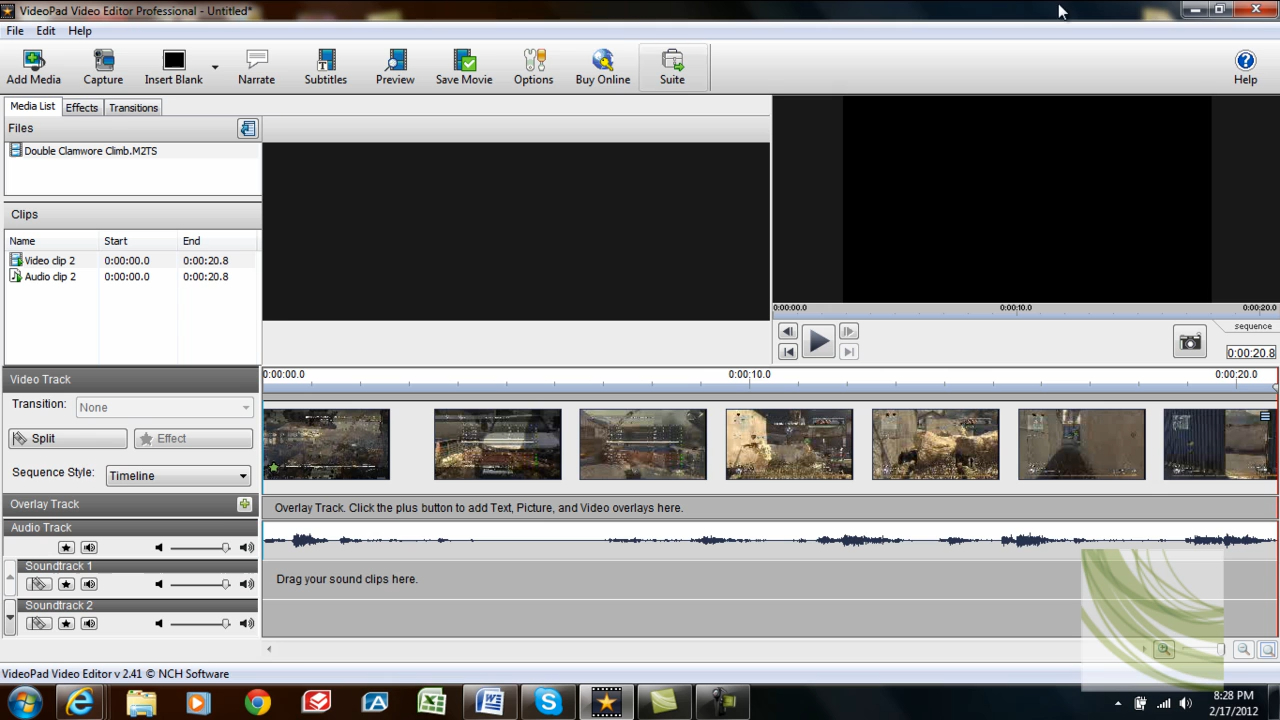 VideoPad Video Editor Professional - Untitled*
File Edit Help
Add Media Capture Insert Blank Narrate Subtitles Preview Save Movie Options Buy Online Suite Help
Media List Effects Transitions
Files
Double Clamwore Climb.M2TS
Clips
Name Start End
Video clip 2 0:00:00.0 0:00:20.8
Audio clip 2 0:00:00.0 0:00:20.8
0:00:00.0 0:00:10.0 0:00:20.0
sequence
0:00:20.8
Video Track
0:00:00.0 0:00:10.0 0:00:20.0
Transition: None
Split Effect
Sequence Style: Timeline
Overlay Track
Overlay Track. Click the plus button to add Text, Picture, and Video overlays here.
Audio Track
Soundtrack 1
Drag your sound clips here.
Soundtrack 2
VideoPad Video Editor v 2.41 © NCH Software
8:28 PM
2/17/2012